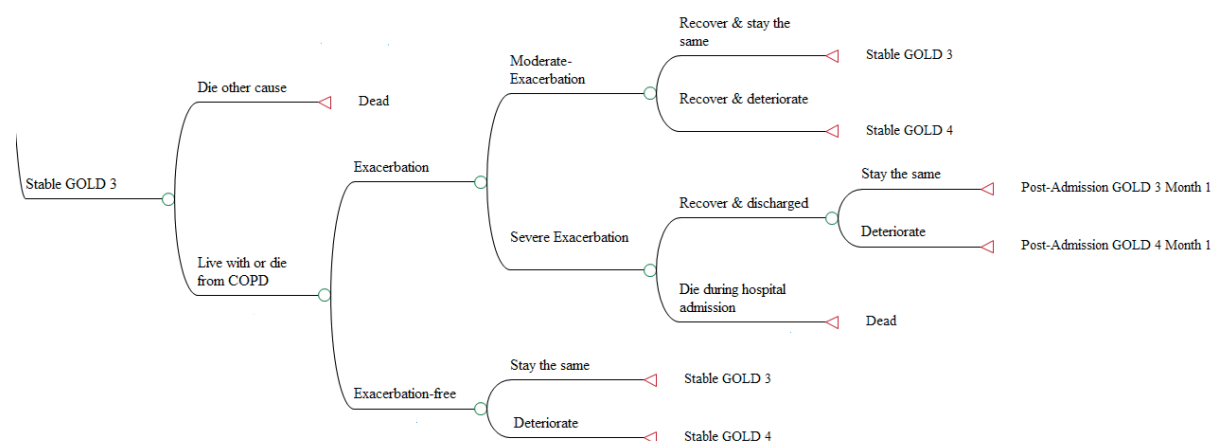 Recover & stay the
same
Stable GOLD 3
Moderate-
Exacerbation
Die other cause
Dead
Recover & deteriorate
Stable GOLD 4
Exacerbation
Stay the same
Post-Admission GOLD 3 Month 1
Stable GOLD 3
Recover & discharged
Severe Exacerbation
Deteriorate
Post-Admission GOLD 4 Month 1
Live with or die
from COPD
Die during hospital
admission
Dead
Stay the same
Stable GOLD 3
Exacerbation-free
Deteriorate
Stable GOLD 4